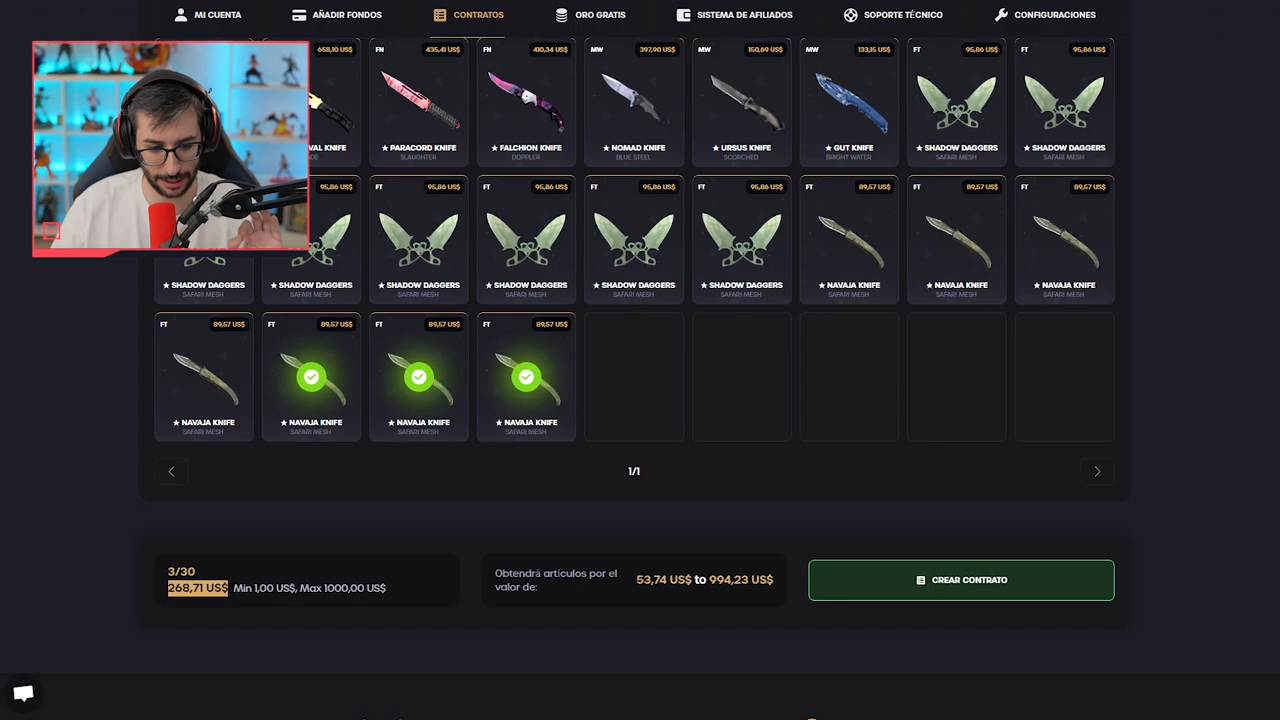 MI CUENTA
AÑADIR FONDOS
CONTRATOS
ORO GRATIS
SISTEMA DE AFILIADOS
SOPORTE TÉCNICO
CONFIGURACIONES
658,10 US$
FN 435,41 US$
FN 410,34 US$
MW 397,90 US$
MW 150,69 US$
MW 133,15 US$
FT 95,86 US$
FT 95,86 US$
VAL KNIFE
★ PARACORD KNIFE
★ FALCHION KNIFE
★ NOMAD KNIFE
★ URSUS KNIFE
★ GUT KNIFE
★ SHADOW DAGGERS
★ SHADOW DAGGERS
ADE
SLAUGHTER
DOPPLER
BLUE STEEL
SCORCHED
BRIGHT WATER
SAFARI MESH
SAFARI MESH
95,86 US$
FT 95,86 US$
FT 95,86 US$
FT 95,86 US$
FT 95,86 US$
FT 89,57 US$
FT 89,57 US$
FT 89,57 US$
★ SHADOW DAGGERS
★ SHADOW DAGGERS
★ SHADOW DAGGERS
★ SHADOW DAGGERS
★ SHADOW DAGGERS
★ SHADOW DAGGERS
★ NAVAJA KNIFE
★ NAVAJA KNIFE
★ NAVAJA KNIFE
SAFARI MESH
SAFARI MESH
SAFARI MESH
SAFARI MESH
SAFARI MESH
SAFARI MESH
SAFARI MESH
SAFARI MESH
SAFARI MESH
FT 89,57 US$
FT 89,57 US$
FT 89,57 US$
FT 89,57 US$
★ NAVAJA KNIFE
★ NAVAJA KNIFE
★ NAVAJA KNIFE
★ NAVAJA KNIFE
SAFARI MESH
SAFARI MESH
SAFARI MESH
SAFARI MESH
1/1
3/30
268,71 US$ Min 1,00 US$, Max 1000,00 US$
Obtendrá artículos por el
valor de:
53,74 US$ to 994,23 US$
CREAR CONTRATO